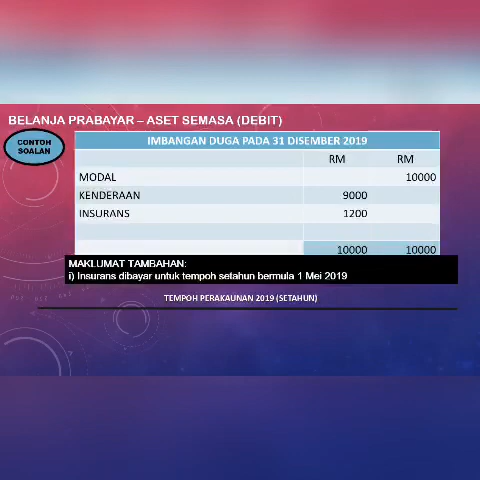 BELANJA PRABAYAR – ASET SEMASA (DEBIT)
CONTOH
SOALAN
IMBANGAN DUGA PADA 31 DISEMBER 2019
RM RM
MODAL 10000
KENDERAAN 9000
INSURANS 1200
10000 10000
MAKLUMAT TAMBAHAN:
i) Insurans dibayar untuk tempoh setahun bermula 1 Mei 2019
TEMPOH PERAKAUNAN 2019 (SETAHUN)